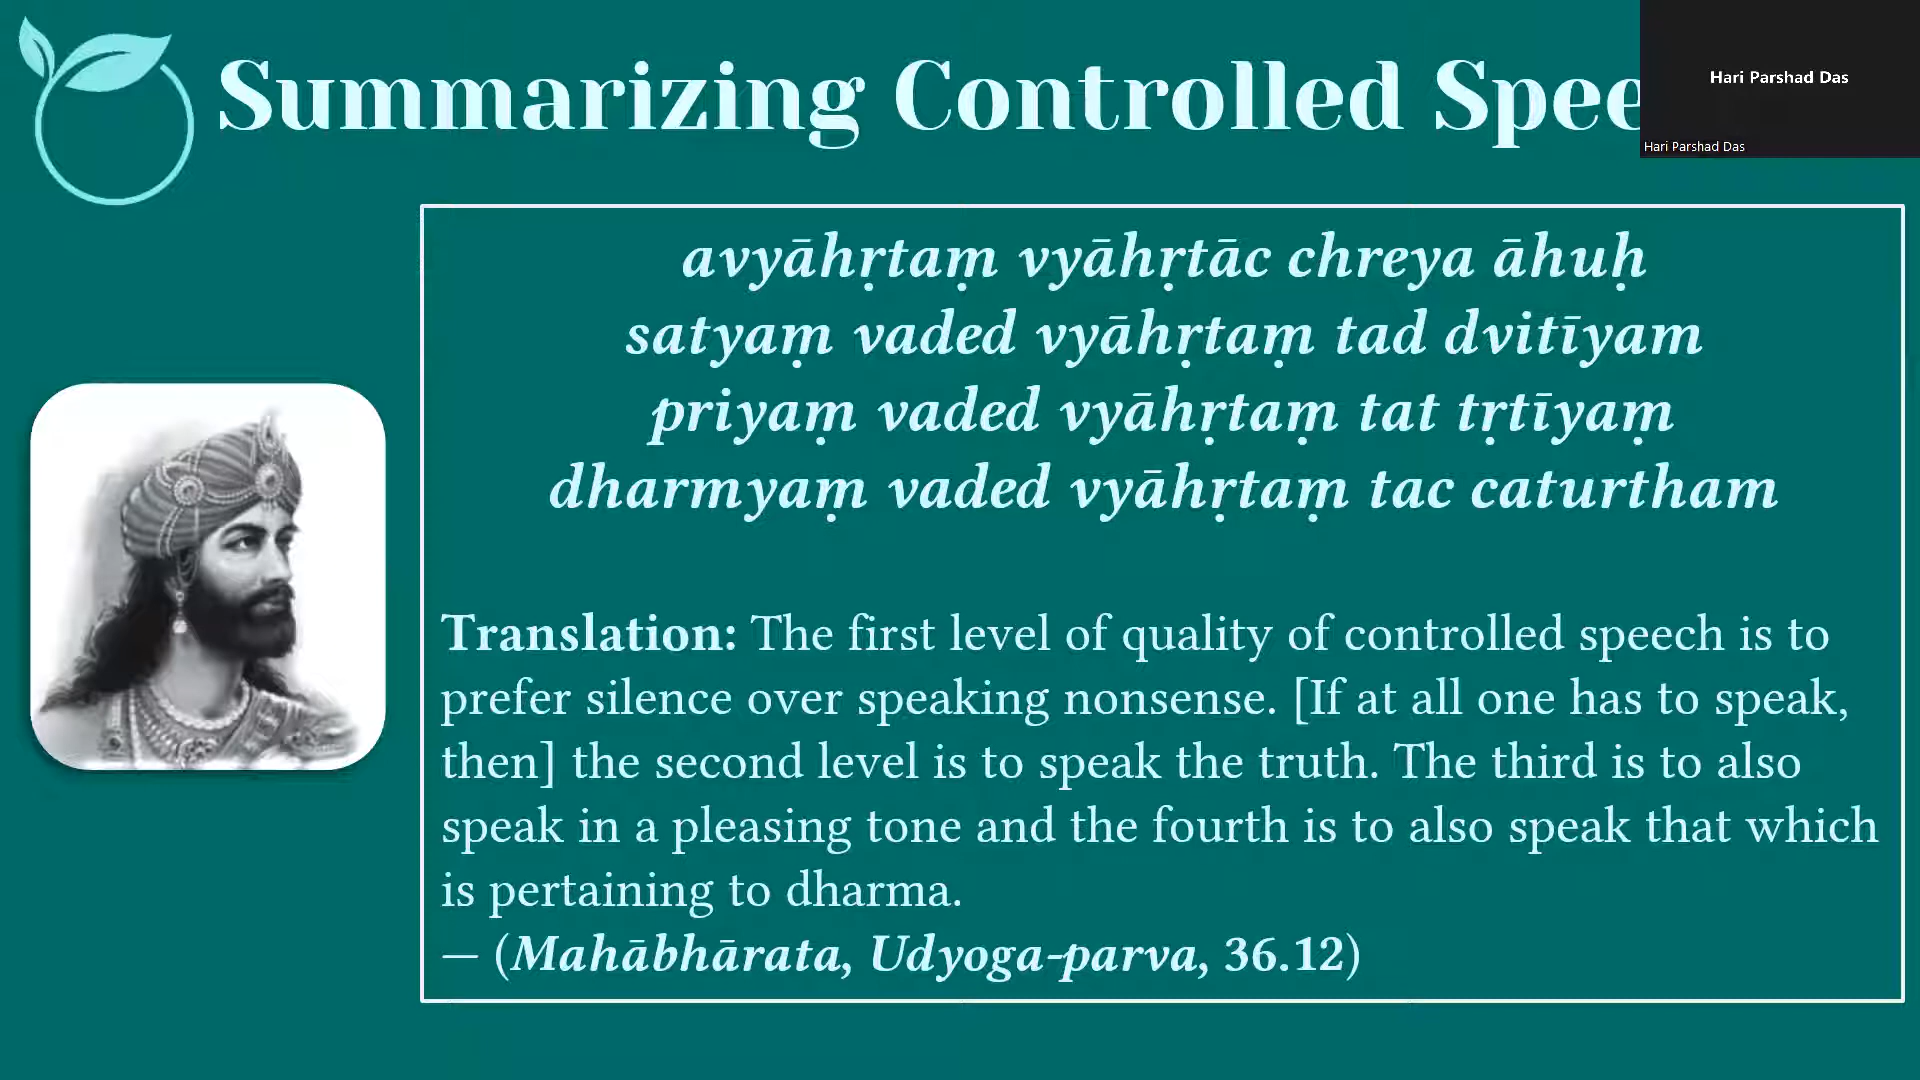 Summarizing Controlled Spee
Hari Parshad Das
Hari Parshad Das
avyāhṛtaṃ vyāhṛtāc chreya āhuḥ
satyaṃ vaded vyāhṛtaṃ tad dvitīyam
priyaṃ vaded vyāhṛtaṃ tat tṛtīyaṃ
dharmyaṃ vaded vyāhṛtaṃ tac caturtham
Translation: The first level of quality of controlled speech is to
prefer silence over speaking nonsense. [If at all one has to speak,
then] the second level is to speak the truth. The third is to also
speak in a pleasing tone and the fourth is to also speak that which
is pertaining to dharma.
— (Mahābhārata, Udyoga-parva, 36.12)